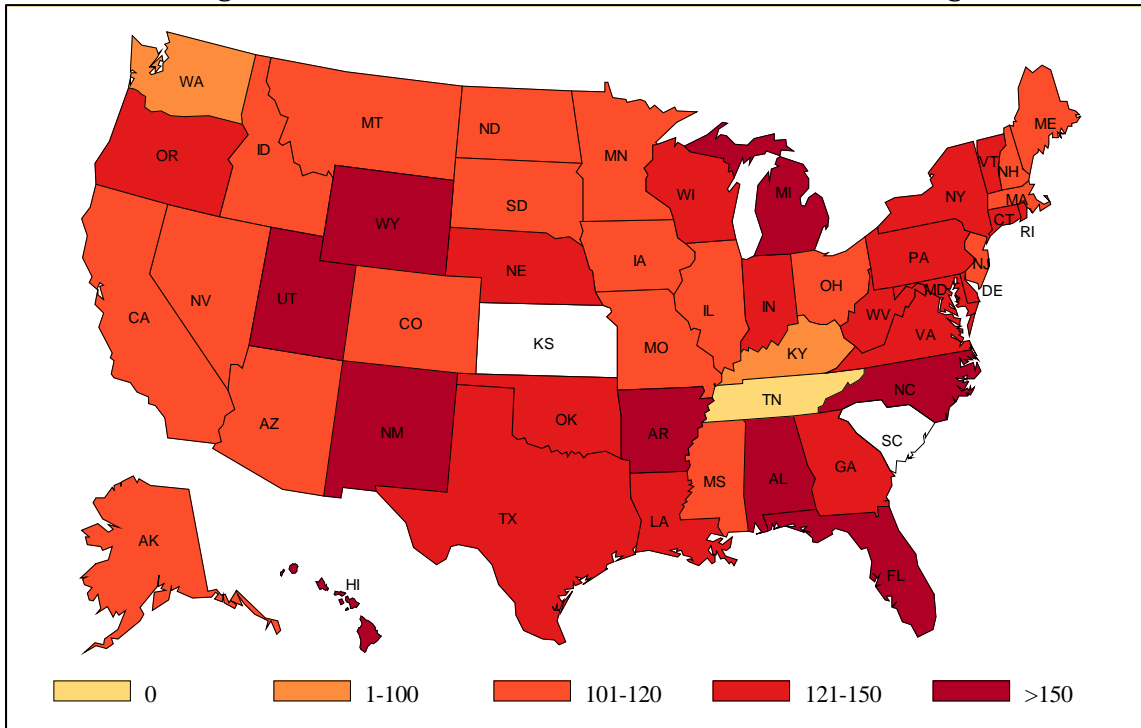 WA
MT
ND
ME
OR
ID
MN
VT
NH
SD
WI
MI
NY
MA
WY
CT
RI
IA
PA
NE
NV
UT
OH
NJ
IL
IN
MD
DE
CA
CO
WV
KS
MO
VA
KY
NC
TN
AZ
NM
OK
AR
SC
MS
AL
GA
TX
LA
AK
HI
FL
0 1-100 101-120 121-150 >150